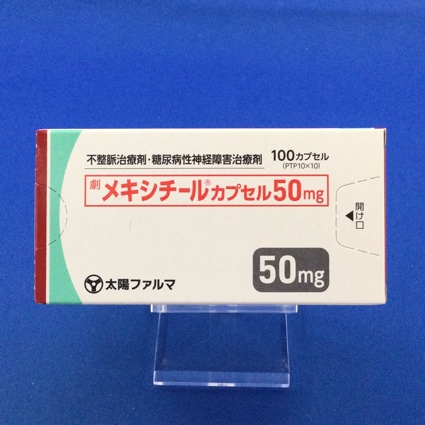 不整脈治療剤・糖尿病性神経障害治療剤 100カプセル
(PTP10×10)
劇 メキシチール®カプセル50mg
開け口
50mg
太陽ファルマ